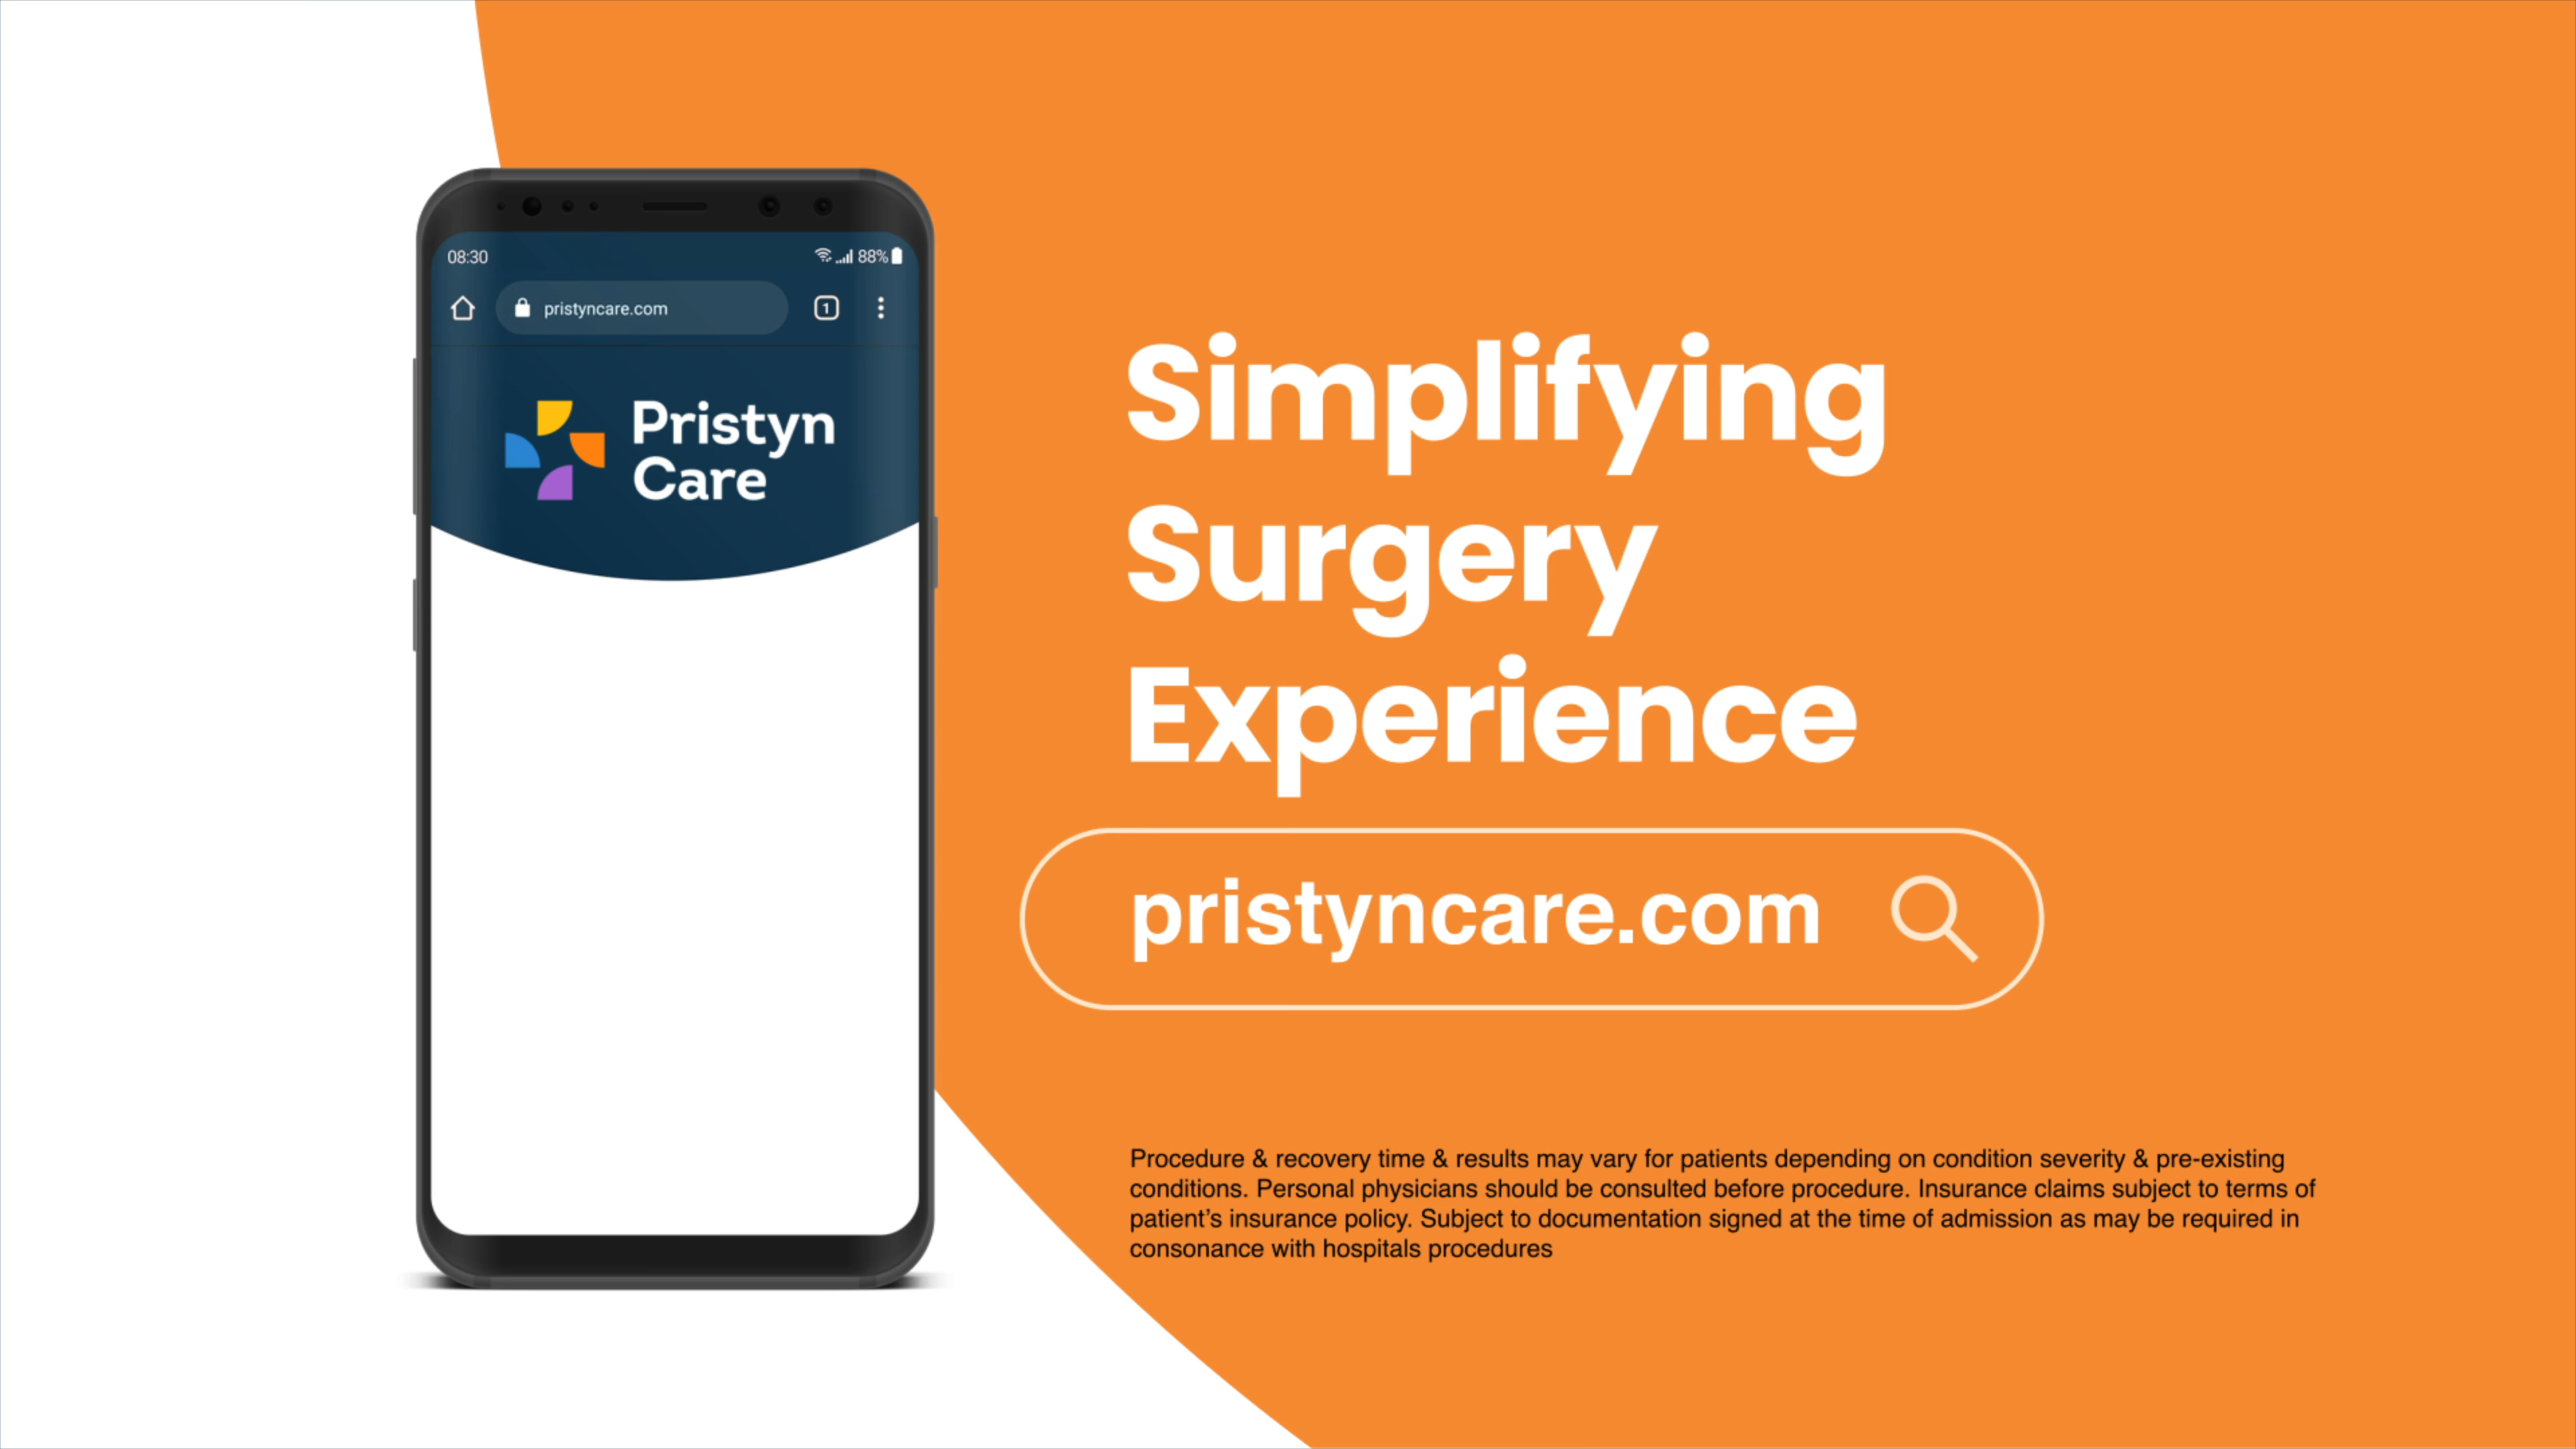 08:30
88%
pristyncare.com
1
Pristyn
Care
Simplifying
Surgery
Experience
pristyncare.com
Procedure & recovery time & results may vary for patients depending on condition severity & pre-existing
conditions. Personal physicians should be consulted before procedure. Insurance claims subject to terms of
patient’s insurance policy. Subject to documentation signed at the time of admission as may be required in
consonance with hospitals procedures